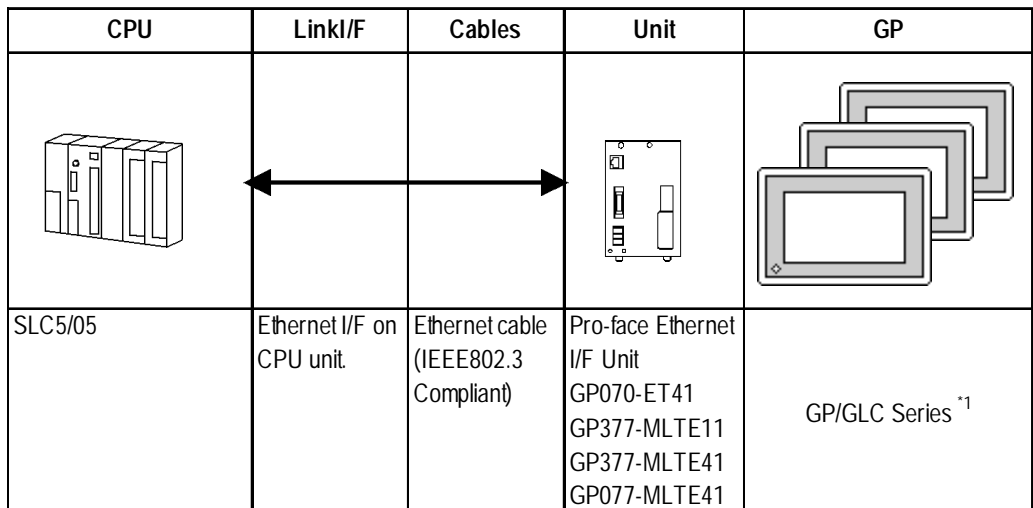 CPU
LinkI/F
Cables
Unit
GP
SLC5/05
Ethernet I/F on
CPU unit.
Ethernet cable
(IEEE802.3
Compliant)
Pro-face Ethernet
I/F Unit
GP070-ET41
GP377-MLTE11
GP377-MLTE41
GP077-MLTE41
GP/GLC Series *1